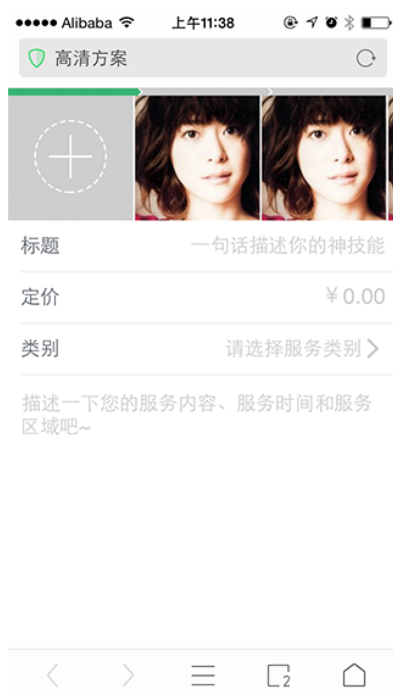 Alibaba 上午11:38
高清方案
标题 一句话描述你的神技能
定价 ￥0.00
类别 请选择服务类别
描述一下您的服务内容、服务时间和服务
区域吧~
2